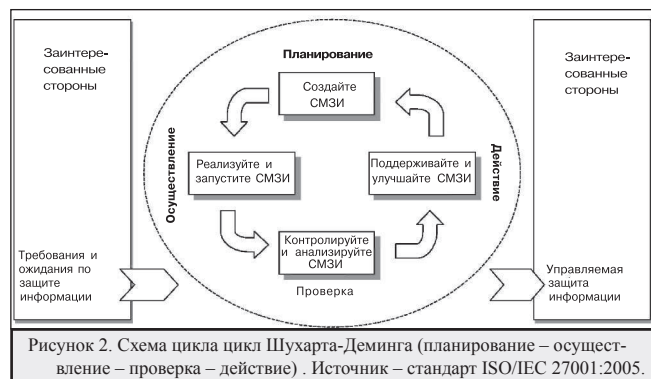 Заинтере-
сованные
стороны
Требования и
ожидания по
защите
информации
Планирование
Создайте
СМЗИ
Осуществление
Реализуйте и
запустите СМЗИ
Поддерживайте и
улучшайте СМЗИ
Действие
Контролируйте
и анализируйте
СМЗИ
Проверка
Заинтере-
сованные
стороны
Управляемая
защита
информации
Рисунок 2. Схема цикла цикл Шухарта-Деминга (планирование – осущест-
вление – проверка – действие) . Источник – стандарт ISO/IEC 27001:2005.